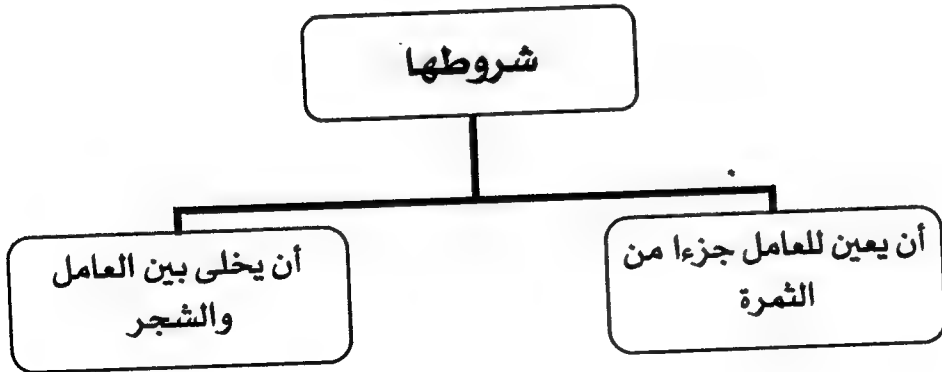 شروطها
أن يعين للعامل جزءا من
الثمرة
أن يخلى بين العامل
والشجر